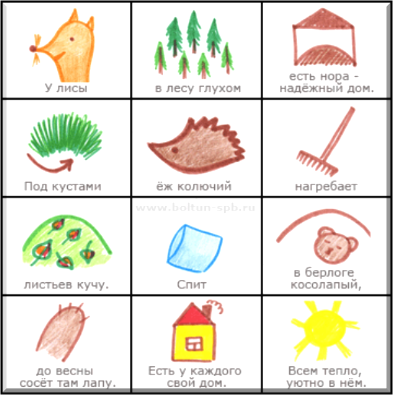 У лисы
в лесу глухом
есть нора -
надёжный дом.
Под кустами
ёж колючий
нагребает
www.boltun-spb.ru
листьев кучу.
Спит
в берлоге
косолапый,
до весны
сосёт там лапу.
Есть у каждого
свой дом.
Всем тепло,
уютно в нём.